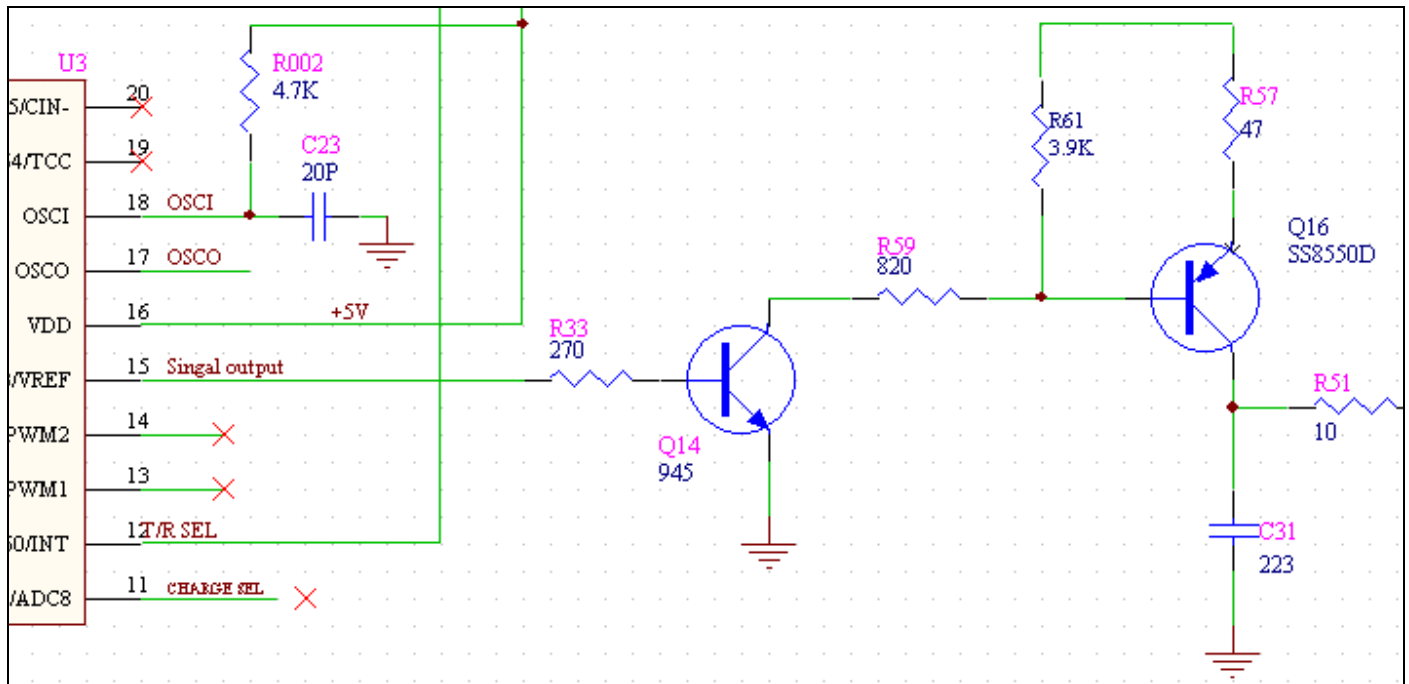 U3
5/CIN-
20
4/TCC
19
OSCI
18
OSCI
OSCO
17
OSCO
VDD
16
+5V
/VREF
15
Singal output
PWM2
14
PWM1
13
60/INT
12
T/R SEL
/ADC8
11
CHARGE SEL
R002
4.7K
C23
20P
R33
270
Q14
945
R59
820
R61
3.9K
R57
47
Q16
SS8550D
R51
10
C31
223